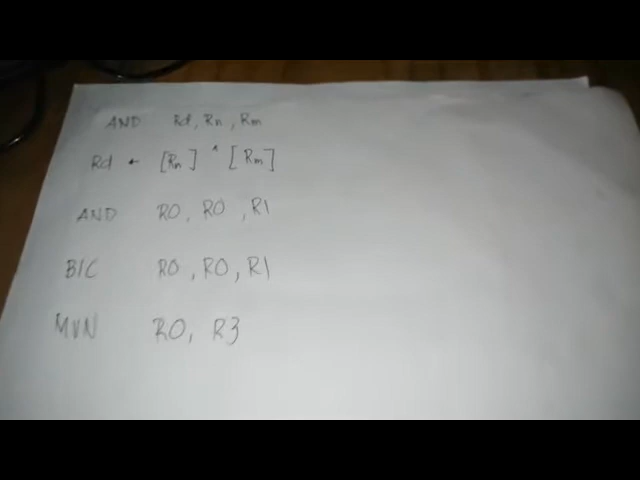 AND Rd, Rn, Rm
Rd ← [Rn] ^ [Rm]
AND R0, R0, R1
BIC R0, R0, R1
MVN R0, R3